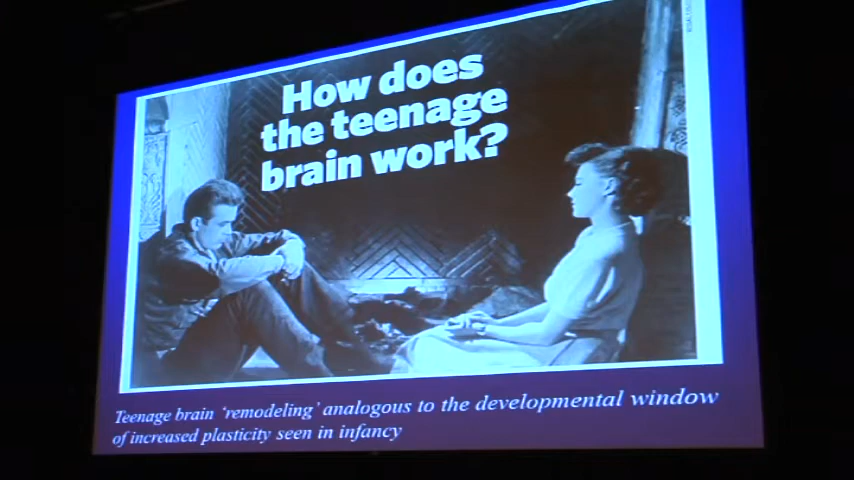 How does
the teenage
brain work?
Teenage brain 'remodeling' analogous to the developmental window
of increased plasticity seen in infancy